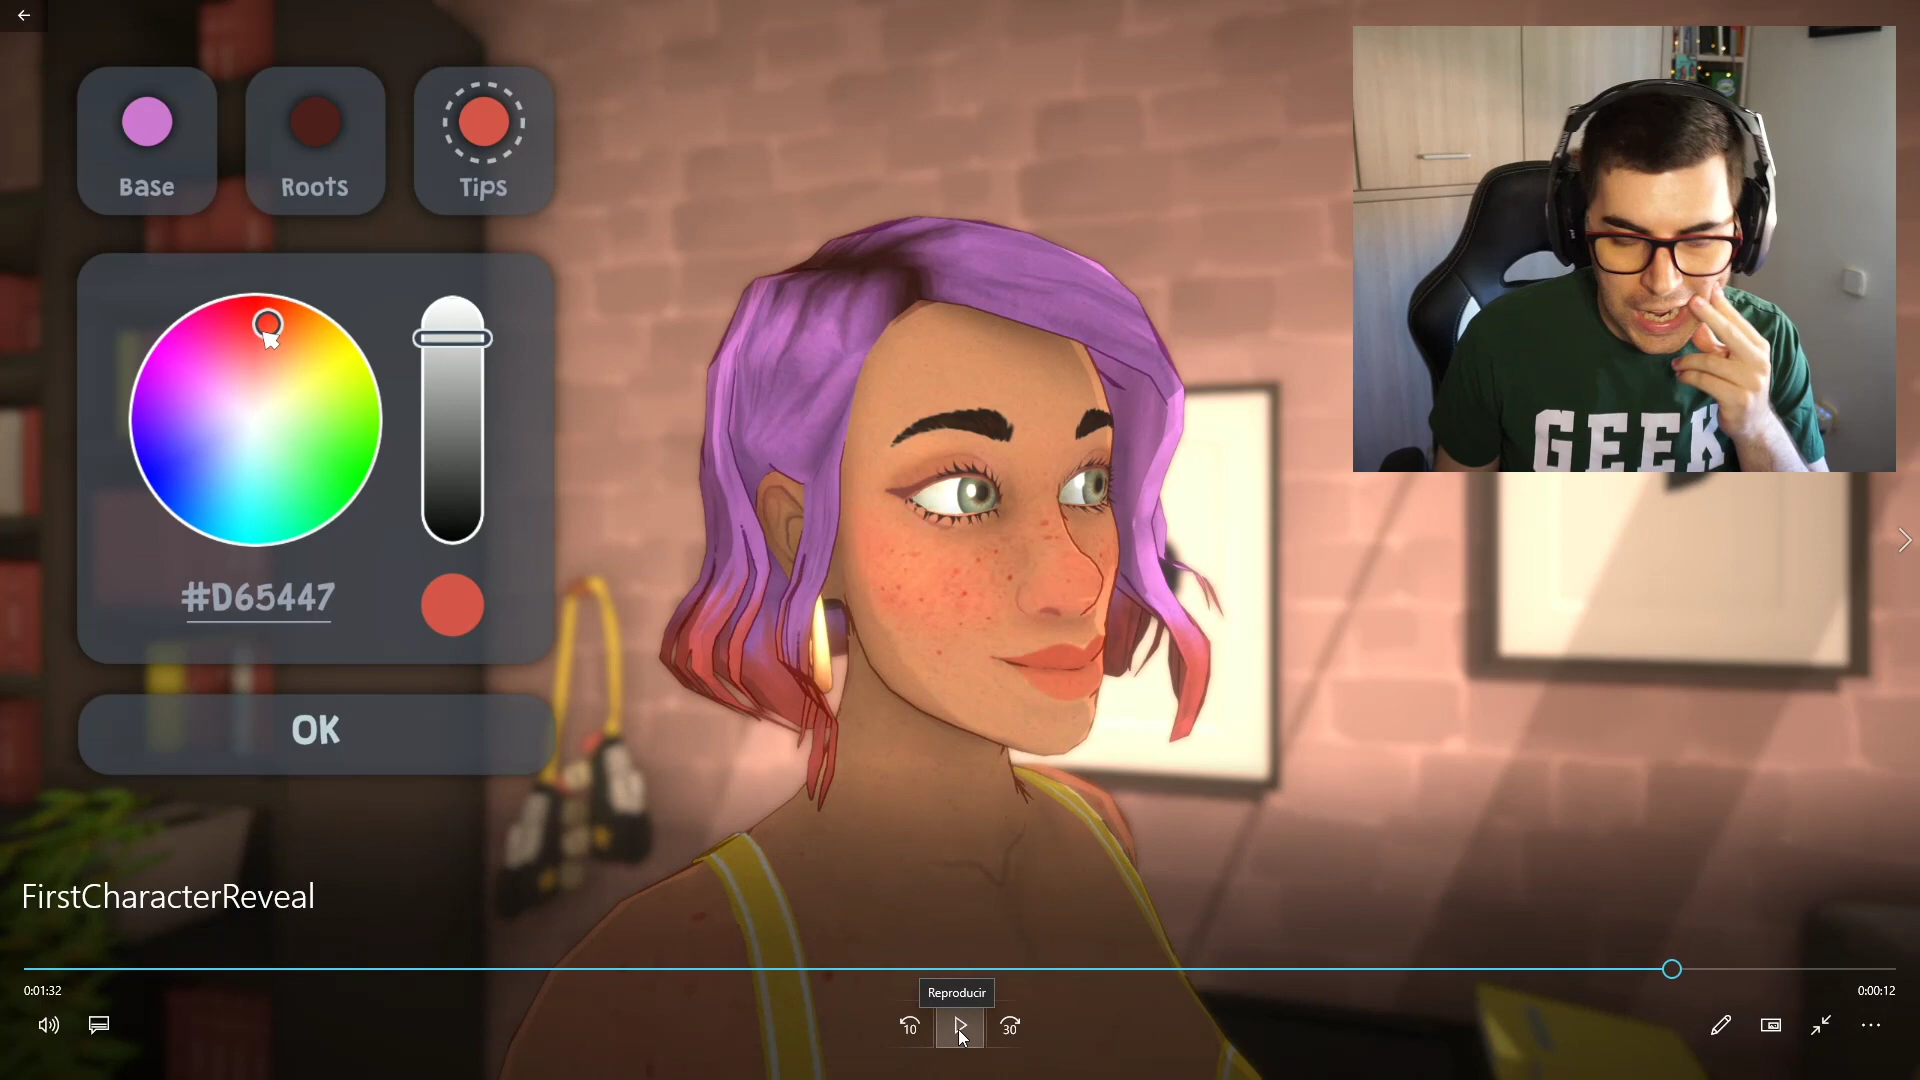 Base
Roots
Tips
#D65447
OK
GEEK
FirstCharacterReveal
0:01:32
Reproducir
0:00:12
10
30